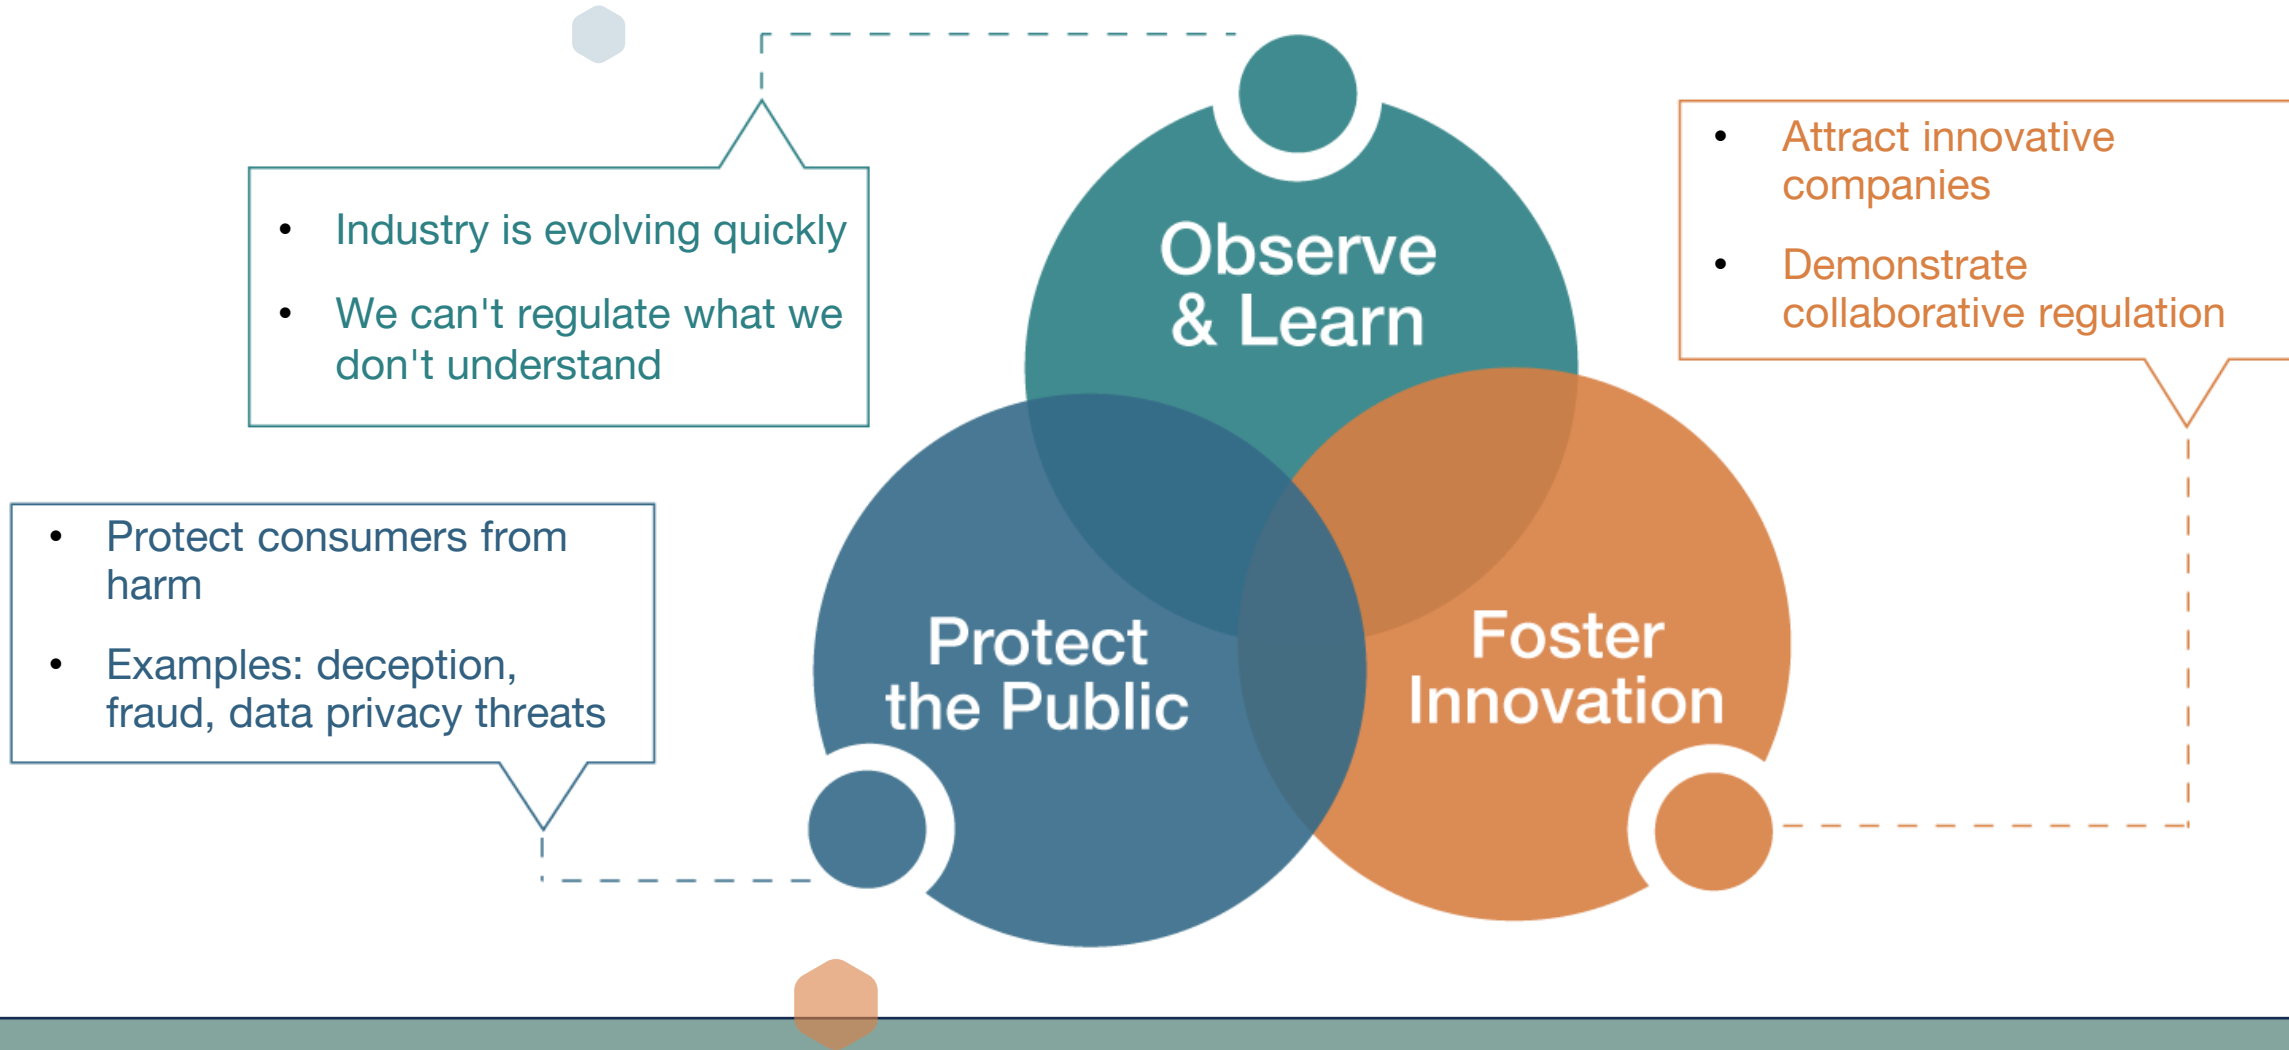 • Industry is evolving quickly
• We can't regulate what we
don't understand
Observe
& Learn
• Attract innovative
companies
• Demonstrate
collaborative regulation
• Protect consumers from
harm
• Examples: deception,
fraud, data privacy threats
Protect
the Public
Foster
Innovation